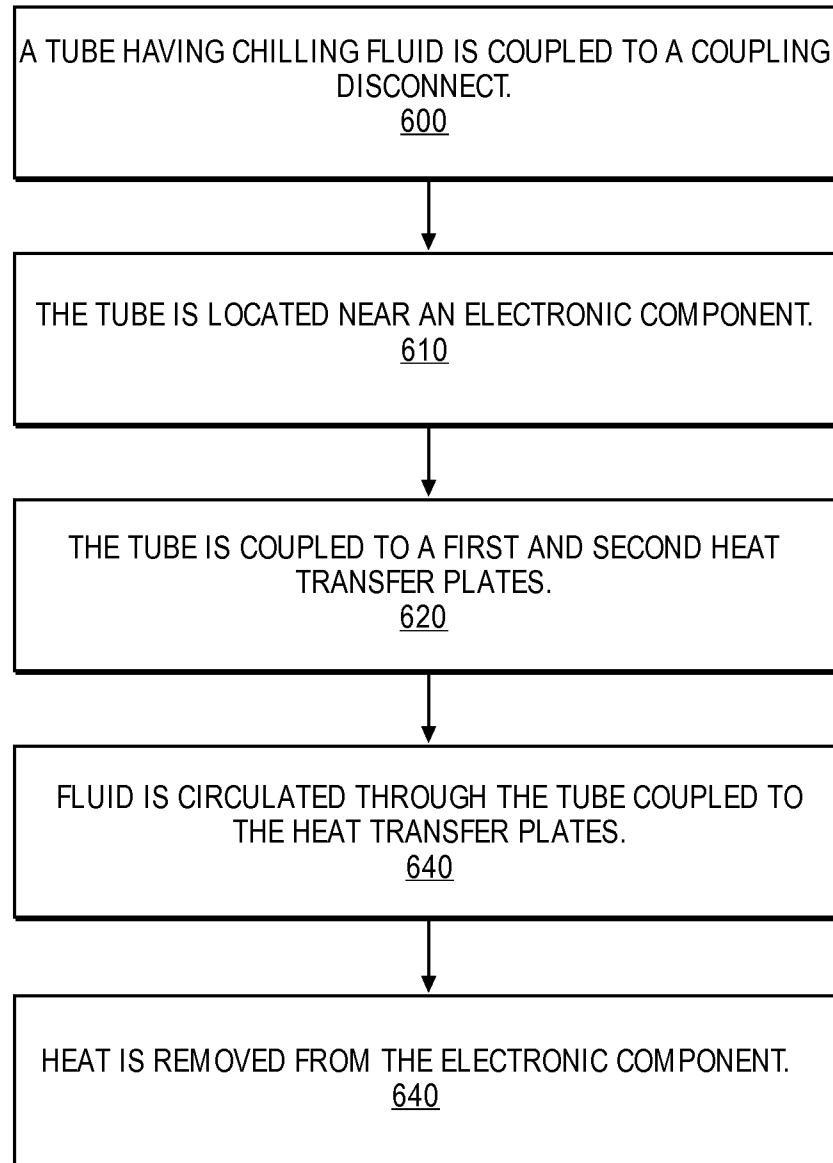 A TUBE HAVING CHILLING FLUID IS COUPLED TO A COUPLING
DISCONNECT.
600
THE TUBE IS LOCATED NEAR AN ELECTRONIC COMPONENT.
610
THE TUBE IS COUPLED TO A FIRST AND SECOND HEAT
TRANSFER PLATES.
620
FLUID IS CIRCULATED THROUGH THE TUBE COUPLED TO
THE HEAT TRANSFER PLATES.
640
HEAT IS REMOVED FROM THE ELECTRONIC COMPONENT.
640